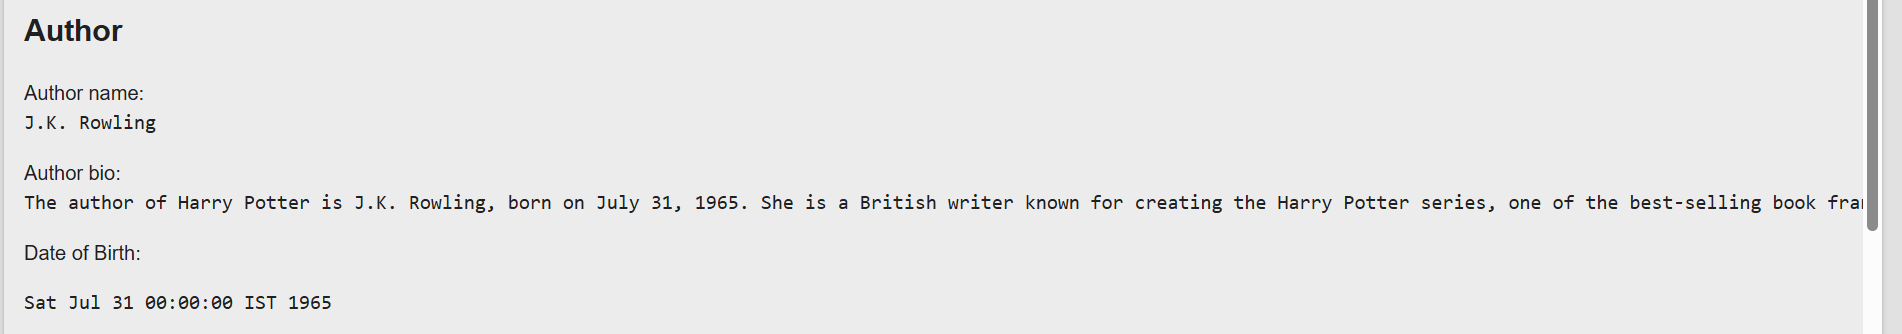 Author
Author name:
J.K. Rowling
Author bio:
The author of Harry Potter is J.K. Rowling, born on July 31, 1965. She is a British writer known for creating the Harry Potter series, one of the best-selling book
Date of Birth:
Sat Jul 31 00:00:00 IST 1965